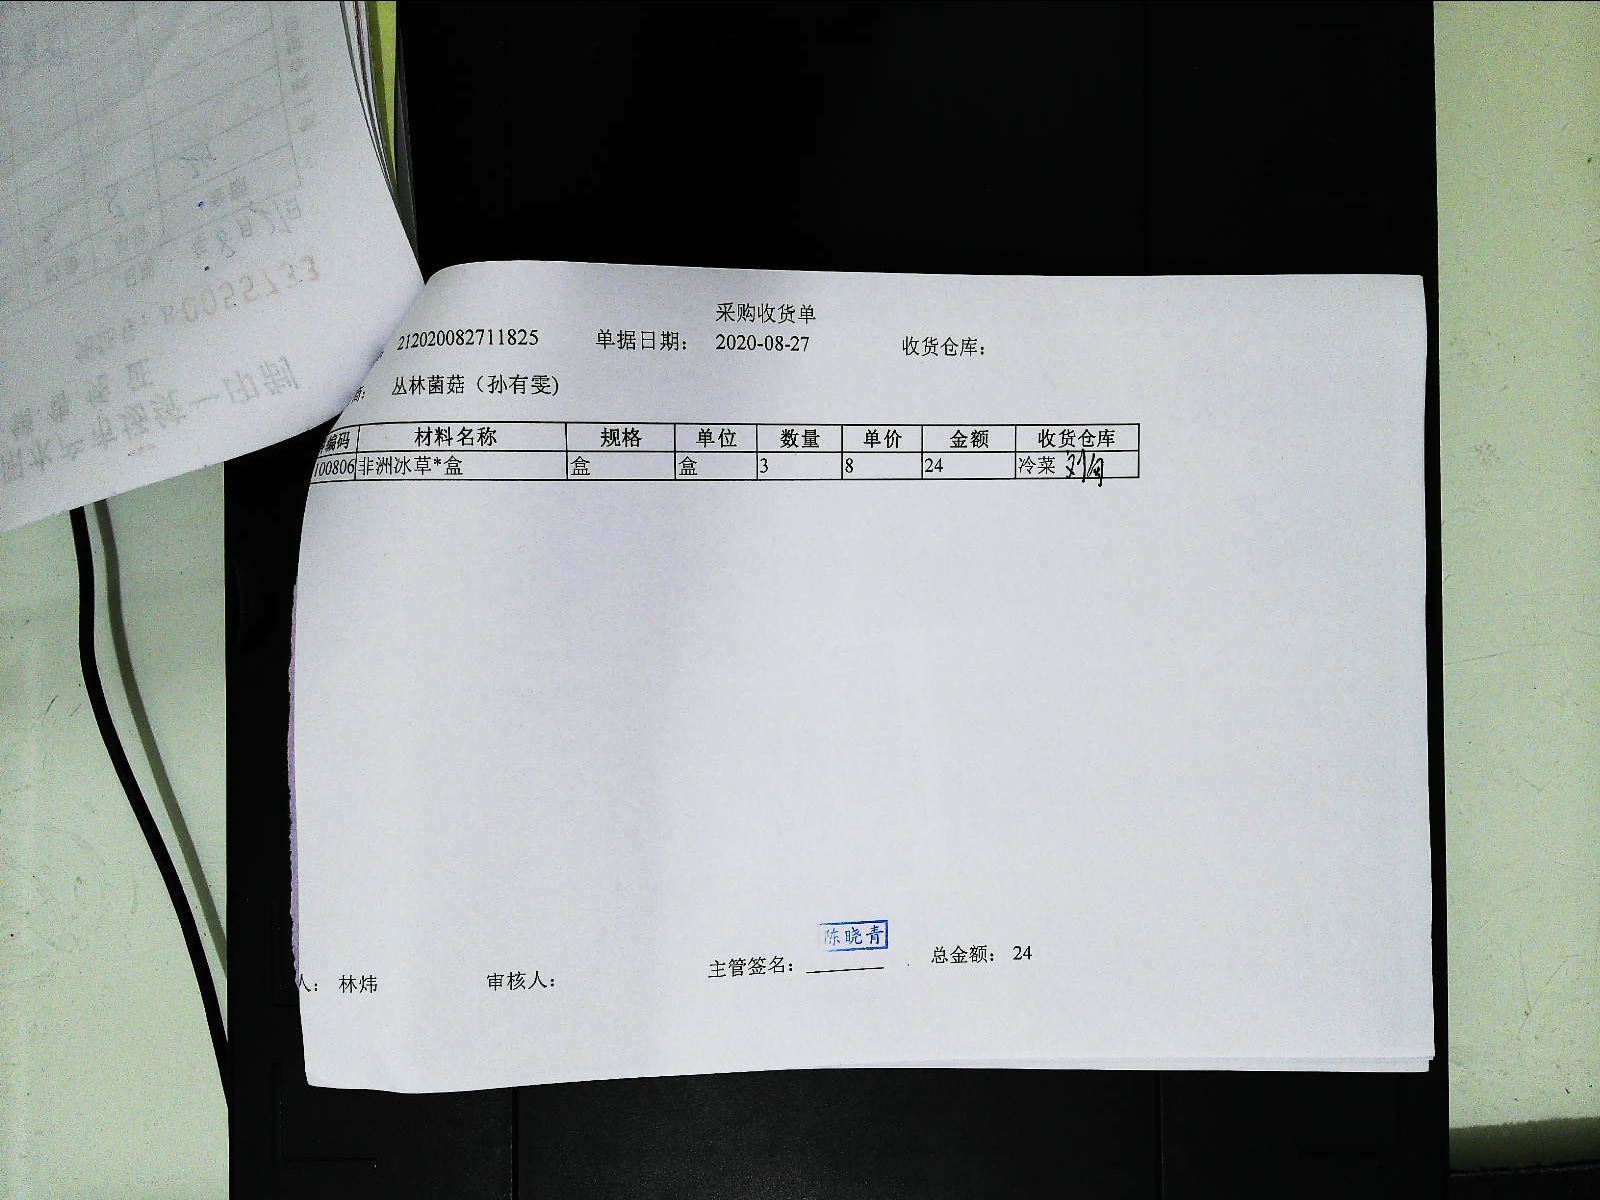 采购收货单
212020082711825 单据日期： 2020-08-27 收货仓库：
商： 丛林菌菇（孙有雯)
编码 材料名称 规格 单位 数量 单价 金额 收货仓库
100806 非洲冰草*盒 盒 盒 3 8 24 冷菜
陈晓青
人： 林炜 审核人： 主管签名： 总金额： 24